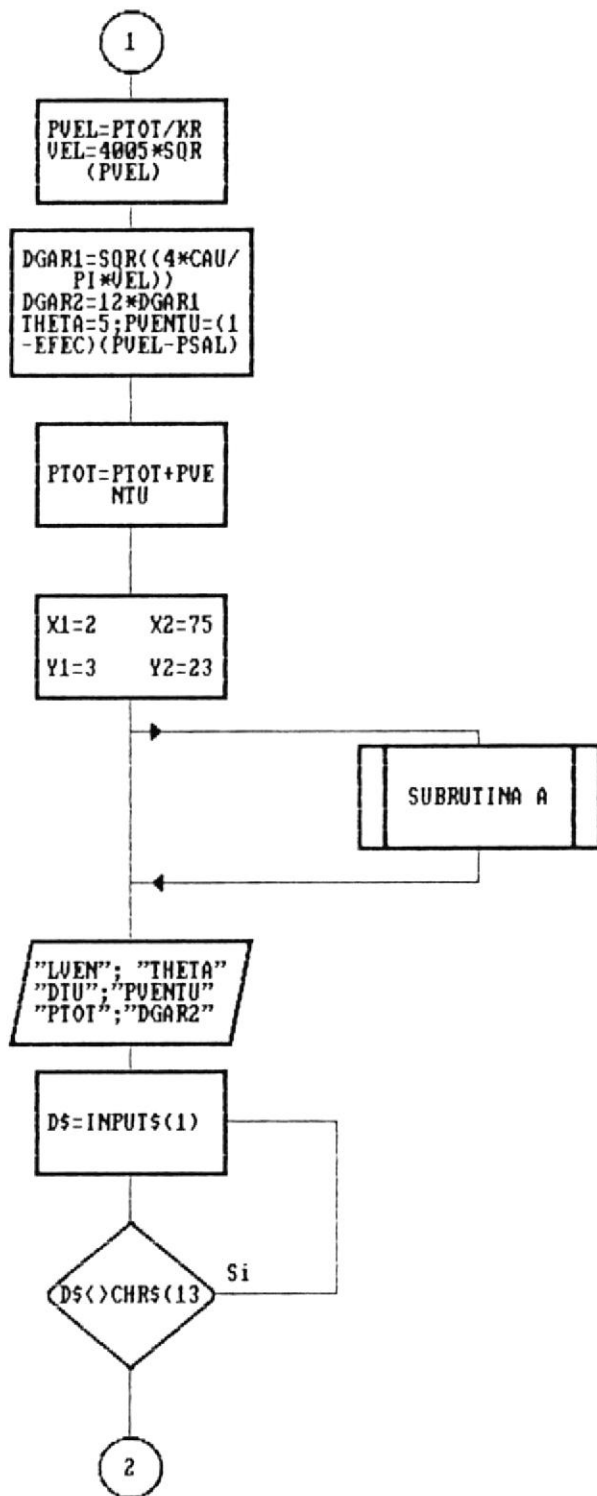 1
PVEL=PTOT/KR
VEL=4005*SQR
(PVEL)
DGAR1=SQR((4*CAU/
PI*VEL))
DGAR2=12*DGAR1
THETA=5;PVENTU=(1
-EFEC)(PVEL-PSAL)
PTOT=PTOT+PVE
NTU
X1=2 X2=75
Y1=3 Y2=23
SUBRUTINA A
"LVEN"; "THETA"
"DTU";"PVENTU"
"PTOT";"DGAR2"
D$=INPUT$(1)
Si
D$<>CHR$(13
2